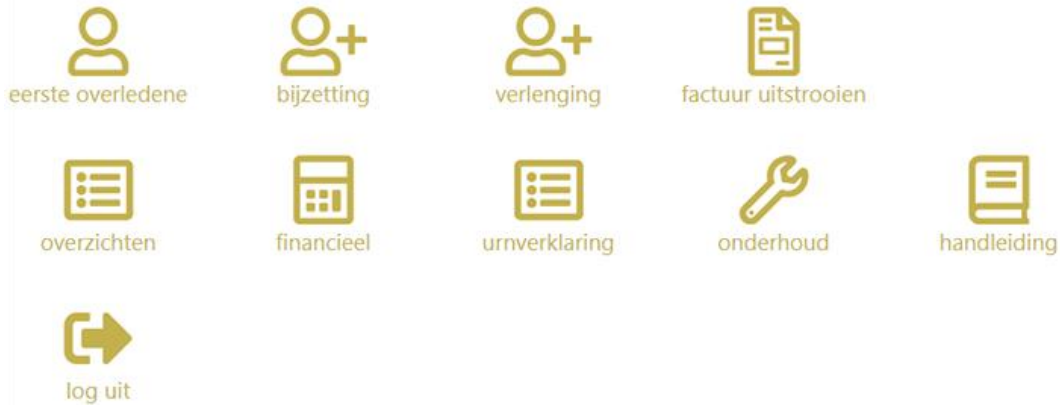 eerste overledene
bijzetting
verlenging
factuur uitstrooien
overzichten
financieel
urnverklaring
onderhoud
handleiding
log uit